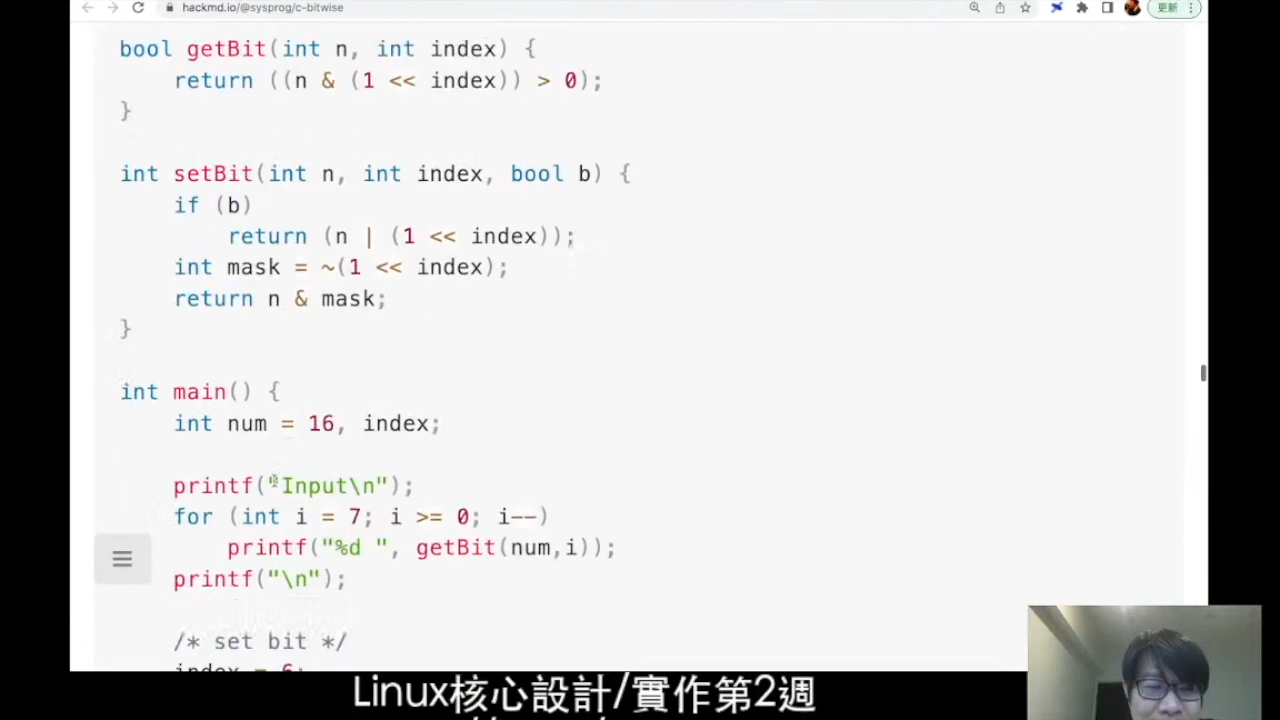 hackmd.io/@sysprog/c-bitwise
更新
bool getBit(int n, int index) {
return ((n & (1 << index)) > 0);
}
int setBit(int n, int index, bool b) {
if (b)
return (n | (1 << index));
int mask = ~(1 << index);
return n & mask;
}
int main() {
int num = 16, index;
printf("Input\n");
for (int i = 7; i >= 0; i--)
printf("%d ", getBit(num,i));
printf("\n");
/* set bit */
index = 6;
Linux核心設計/實作第2週